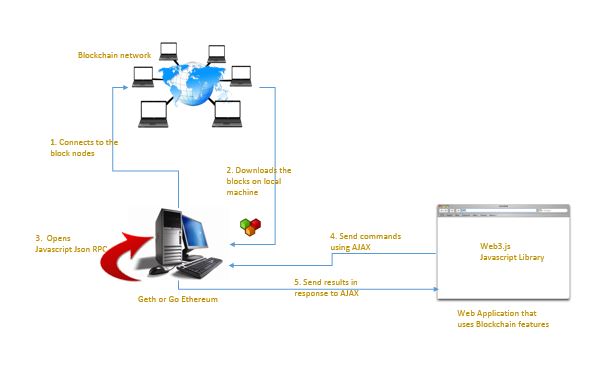 Blockchain network
1. Connects to the
block nodes
2. Downloads the
blocks on local
machine
3. Opens
Javascript Json RPC
4. Send commands
using AJAX
Web3.js
Javascript Library
5. Send results in
response to AJAX
Geth or Go Ethereum
Web Application that
uses Blockchain features